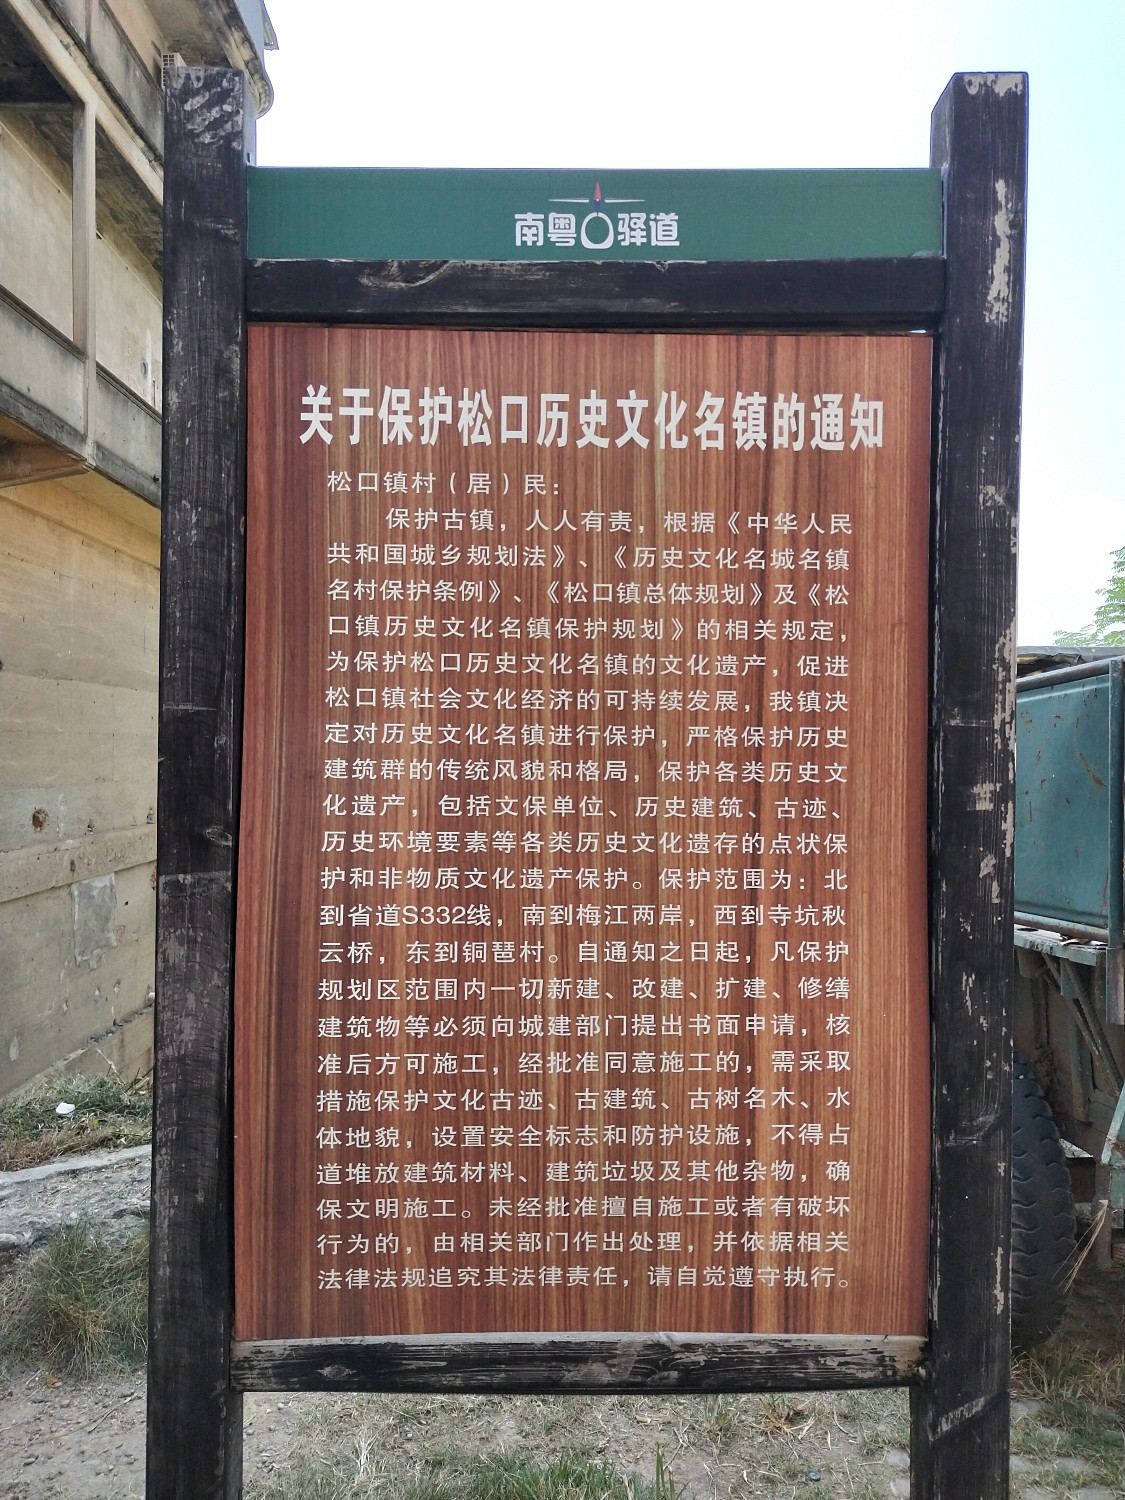 南粤古驿道
关于保护松口历史文化名镇的通知
松口镇村（居）民：
保护古镇，人人有责，根据《中华人民
共和国城乡规划法》、《历史文化名城名镇
名村保护条例》、《松口镇总体规划》及《松
口镇历史文化名镇保护规划》的相关规定，
为保护松口历史文化名镇的文化遗产，促进
松口镇社会文化经济的可持续发展，我镇决
定对历史文化名镇进行保护，严格保护历史
建筑群的传统风貌和格局，保护各类历史文
化遗产，包括文保单位、历史建筑、古迹、
历史环境要素等各类历史文化遗存的点状保
护和非物质文化遗产保护。保护范围为：北
到省道S332线，南到梅江两岸，西到寺坑秋
云桥，东到铜琶村。自通知之日起，凡保护
规划区范围内一切新建、改建、扩建、修缮
建筑物等必须向城建部门提出书面申请，核
准后方可施工，经批准同意施工的，需采取
措施保护文化古迹、古建筑、古树名木、水
体地貌，设置安全标志和防护设施，不得占
道堆放建筑材料、建筑垃圾及其他杂物，确
保文明施工。未经批准擅自施工或者有破坏
行为的，由相关部门作出处理，并依据相关
法律法规追究其法律责任，请自觉遵守执行。